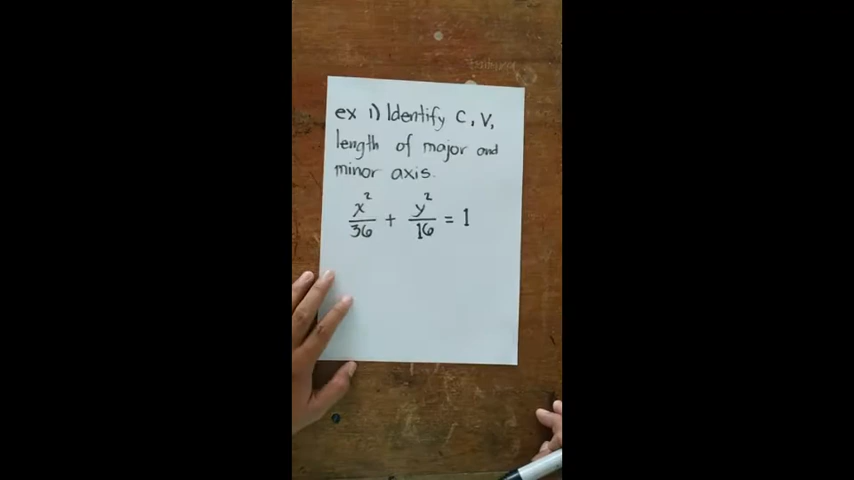 ex 1) Identify C, V,
length of major and
minor axis.
x²/36 + y²/16 = 1